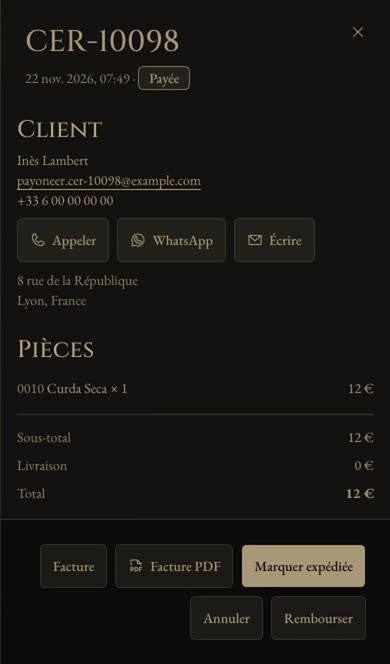 CER-10098
22 nov. 2026, 07:49 · Payée
Client
Inès Lambert
payoneer.cer-10098@example.com
+33 6 00 00 00 00
Appeler WhatsApp Écrire
8 rue de la République
Lyon, France
Pièces
0010 Curda Seca × 1 12 €
Sous-total 12 €
Livraison 0 €
Total 12 €
Facture PDF Facture PDF Marquer expédiée
Annuler Rembourser